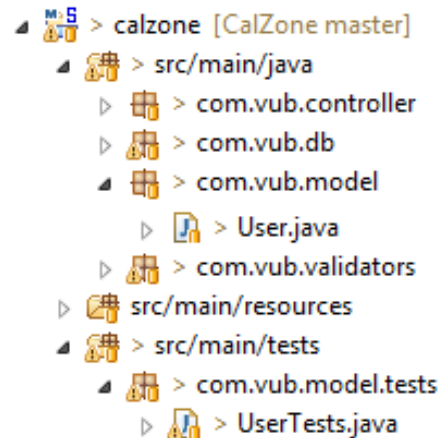 > calzone [CalZone master]
> src/main/java
> com.vub.controller
> com.vub.db
> com.vub.model
> User.java
> com.vub.validators
src/main/resources
> src/main/tests
> com.vub.model.tests
> UserTests.java